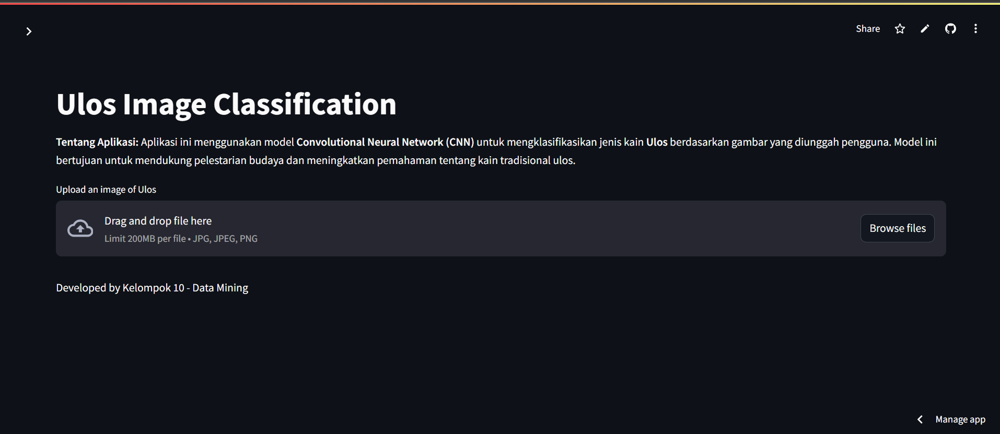 Share
Ulos Image Classification
Tentang Aplikasi: Aplikasi ini menggunakan model Convolutional Neural Network (CNN) untuk mengklasifikasikan jenis kain Ulos berdasarkan gambar yang diunggah pengguna. Model ini
bertujuan untuk mendukung pelestarian budaya dan meningkatkan pemahaman tentang kain tradisional ulos.
Upload an image of Ulos
Drag and drop file here
Limit 200MB per file • JPG, JPEG, PNG
Browse files
Developed by Kelompok 10 - Data Mining
Manage app